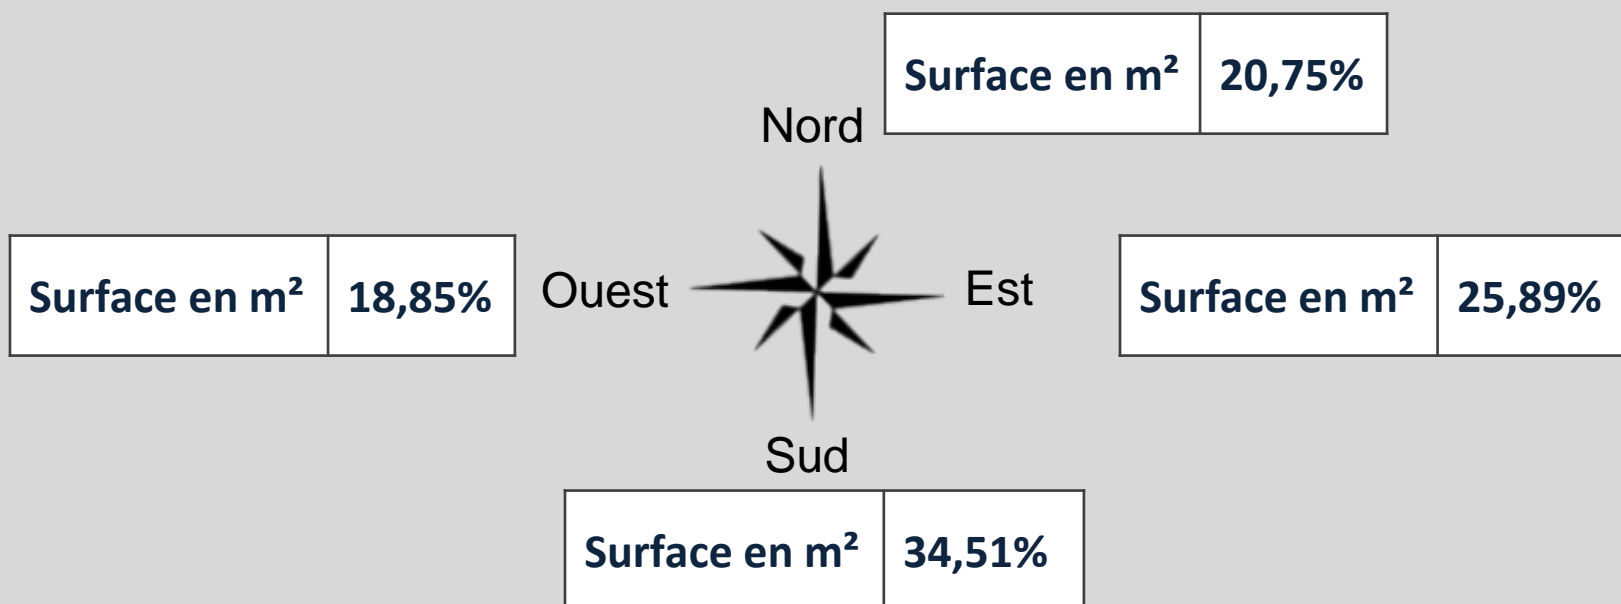 Surface en m² 20,75%
Nord
Surface en m² 18,85%
Ouest
Est
Surface en m² 25,89%
Sud
Surface en m² 34,51%